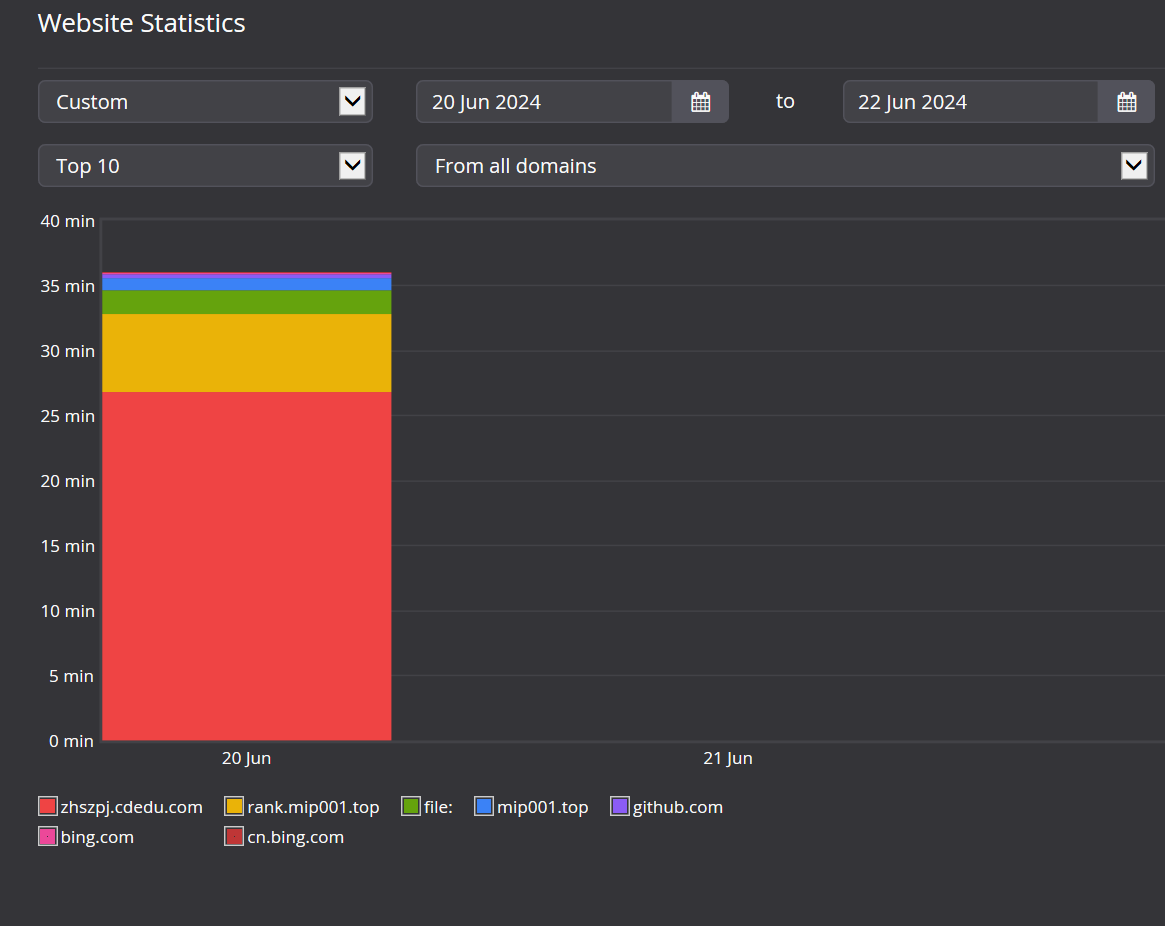 Website Statistics
Custom 20 Jun 2024 to 22 Jun 2024
Top 10 From all domains
40 min
35 min
30 min
25 min
20 min
15 min
10 min
5 min
0 min
20 Jun 21 Jun
zhszpj.cdedu.com rank.mip001.top file: mip001.top github.com
bing.com cn.bing.com